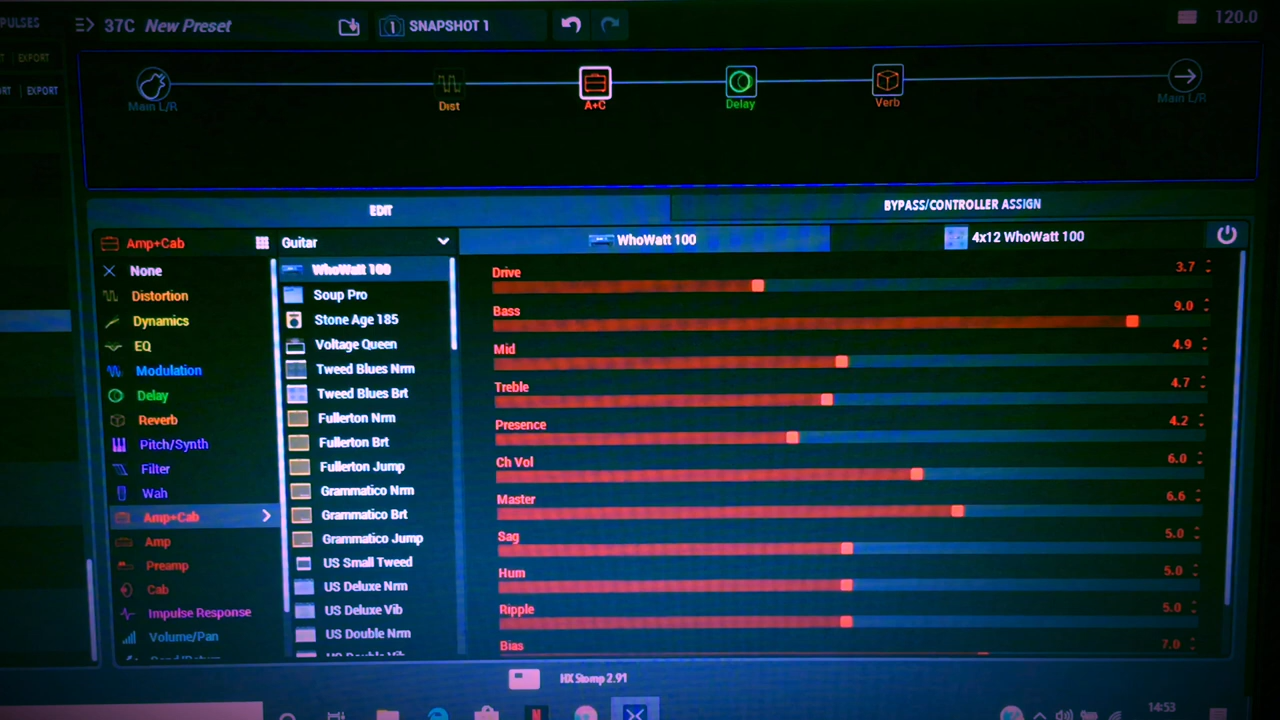 PULSES
37C New Preset
1 SNAPSHOT 1
120.0
EXPORT
EXPORT
Main L/R
Dist
A+C
Delay
Verb
Main L/R
EDIT
BYPASS/CONTROLLER ASSIGN
Amp+Cab
Guitar
WhoWatt 100
4x12 WhoWatt 100
None
Distortion
Dynamics
EQ
Modulation
Delay
Reverb
Pitch/Synth
Filter
Wah
Amp+Cab
Amp
Preamp
Cab
Impulse Response
Volume/Pan
Send/Return
WhoWatt 100
Soup Pro
Stone Age 185
Voltage Queen
Tweed Blues Nrm
Tweed Blues Brt
Fullerton Nrm
Fullerton Brt
Fullerton Jump
Grammatico Nrm
Grammatico Brt
Grammatico Jump
US Small Tweed
US Deluxe Nrm
US Deluxe Vib
US Double Nrm
US Double Vib
Drive 3.7
Bass 9.0
Mid 4.9
Treble 4.7
Presence 4.2
Ch Vol 6.0
Master 6.6
Sag 5.0
Hum 5.0
Ripple 5.0
Bias 7.0
HX Stomp 2.91
14:53